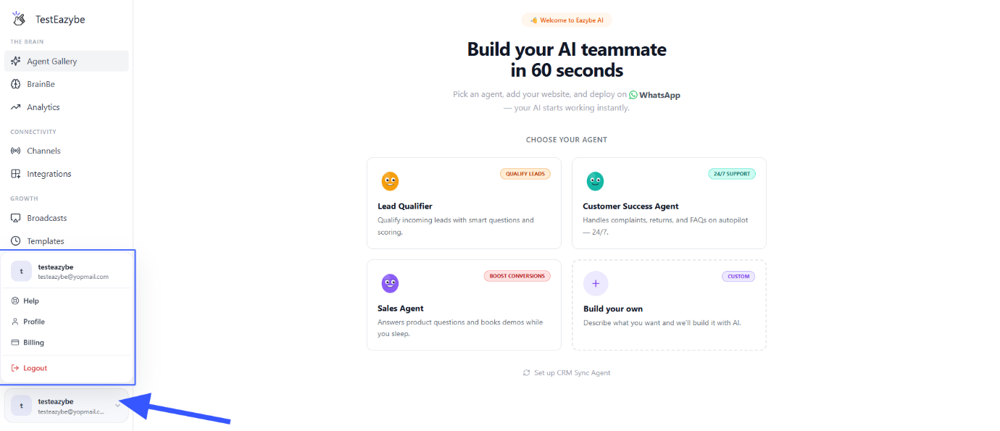 TestEazybe
THE BRAIN
Agent Gallery
BrainBe
Analytics
CONNECTIVITY
Channels
Integrations
GROWTH
Broadcasts
Templates
t
testeazybe
testeazybe@yopmail.com
Help
Profile
Billing
Logout
t
testeazybe
testeazybe@yopmail.c...
Welcome to Eazybe AI
Build your AI teammate
in 60 seconds
Pick an agent, add your website, and deploy on WhatsApp
— your AI starts working instantly.
CHOOSE YOUR AGENT
QUALIFY LEADS
Lead Qualifier
Qualify incoming leads with smart questions and
scoring.
24/7 SUPPORT
Customer Success Agent
Handles complaints, returns, and FAQs on autopilot
— 24/7.
BOOST CONVERSIONS
Sales Agent
Answers product questions and books demos while
you sleep.
CUSTOM
Build your own
Describe what you want and we'll build it with AI.
Set up CRM Sync Agent